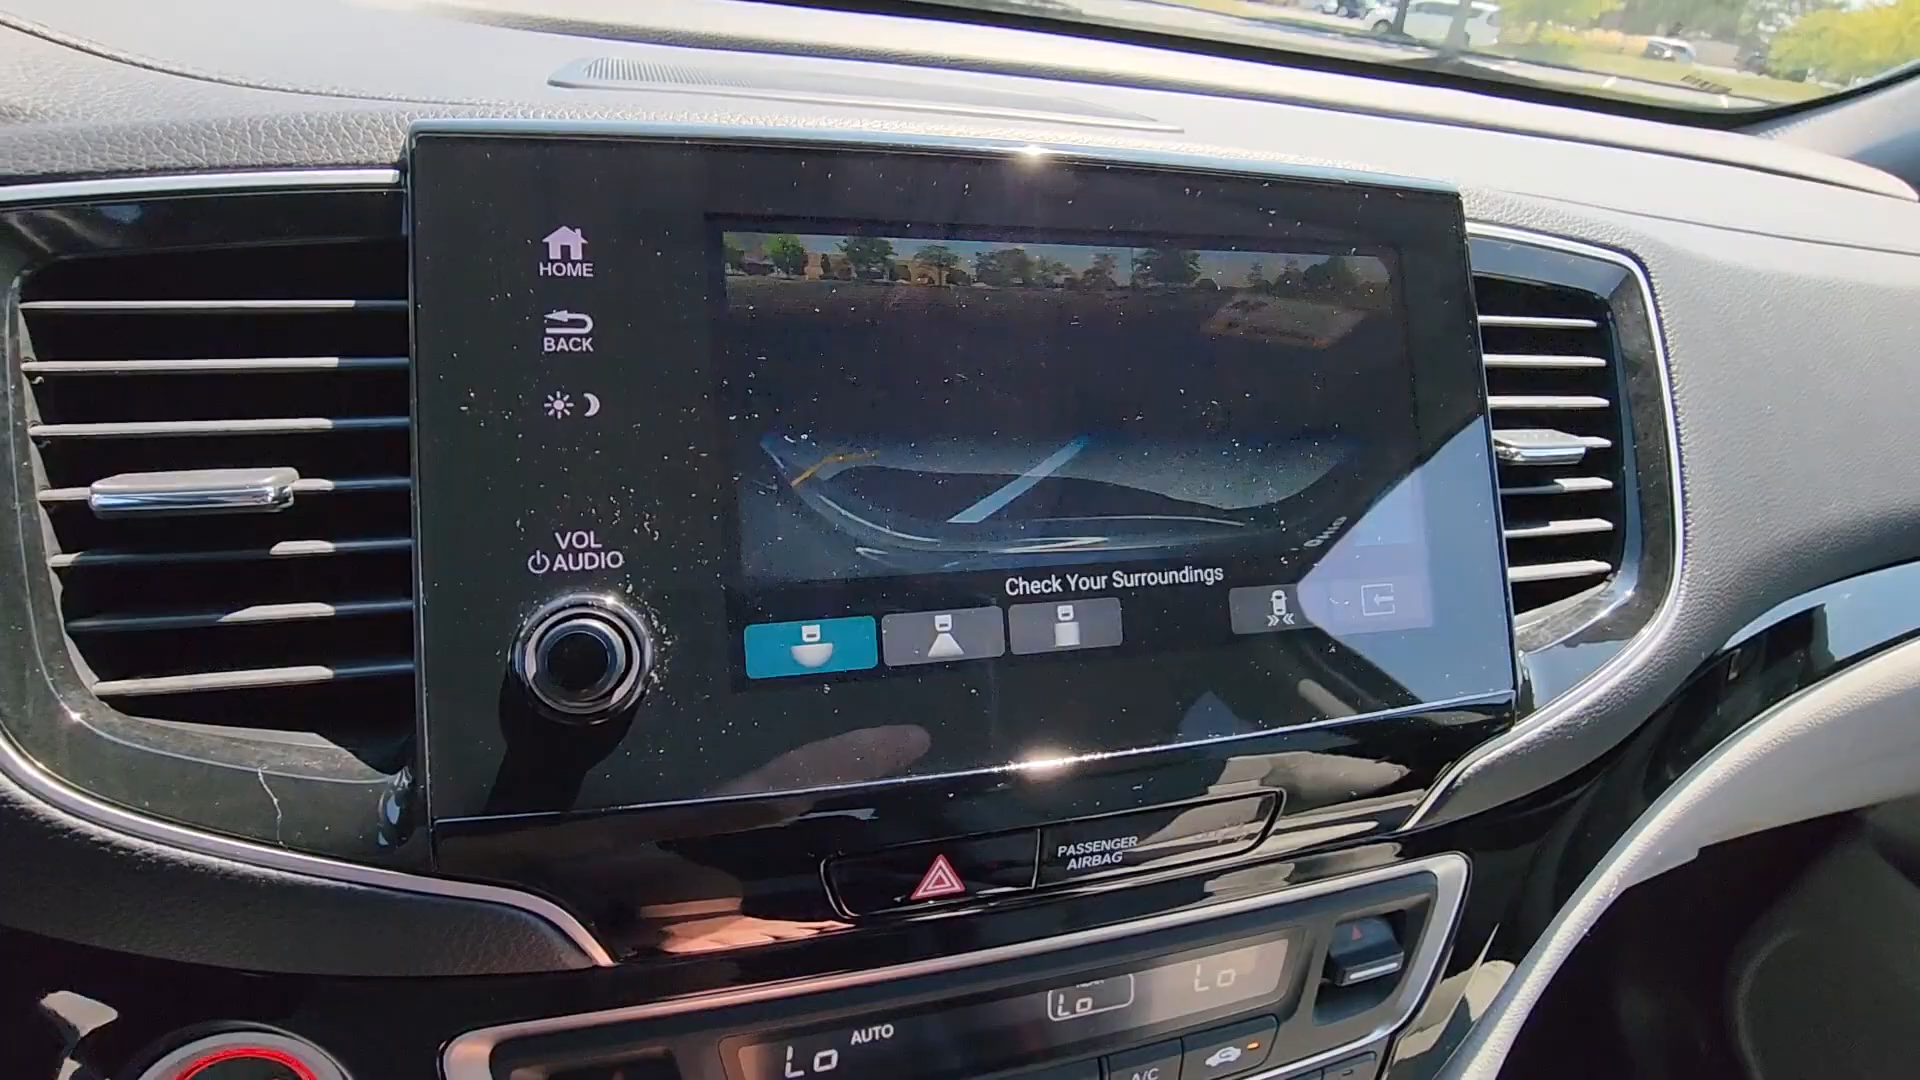 HOME
BACK
VOL
AUDIO
Check Your Surroundings
PASSENGER
AIRBAG
Lo
Lo
AUTO
Lo
A/C